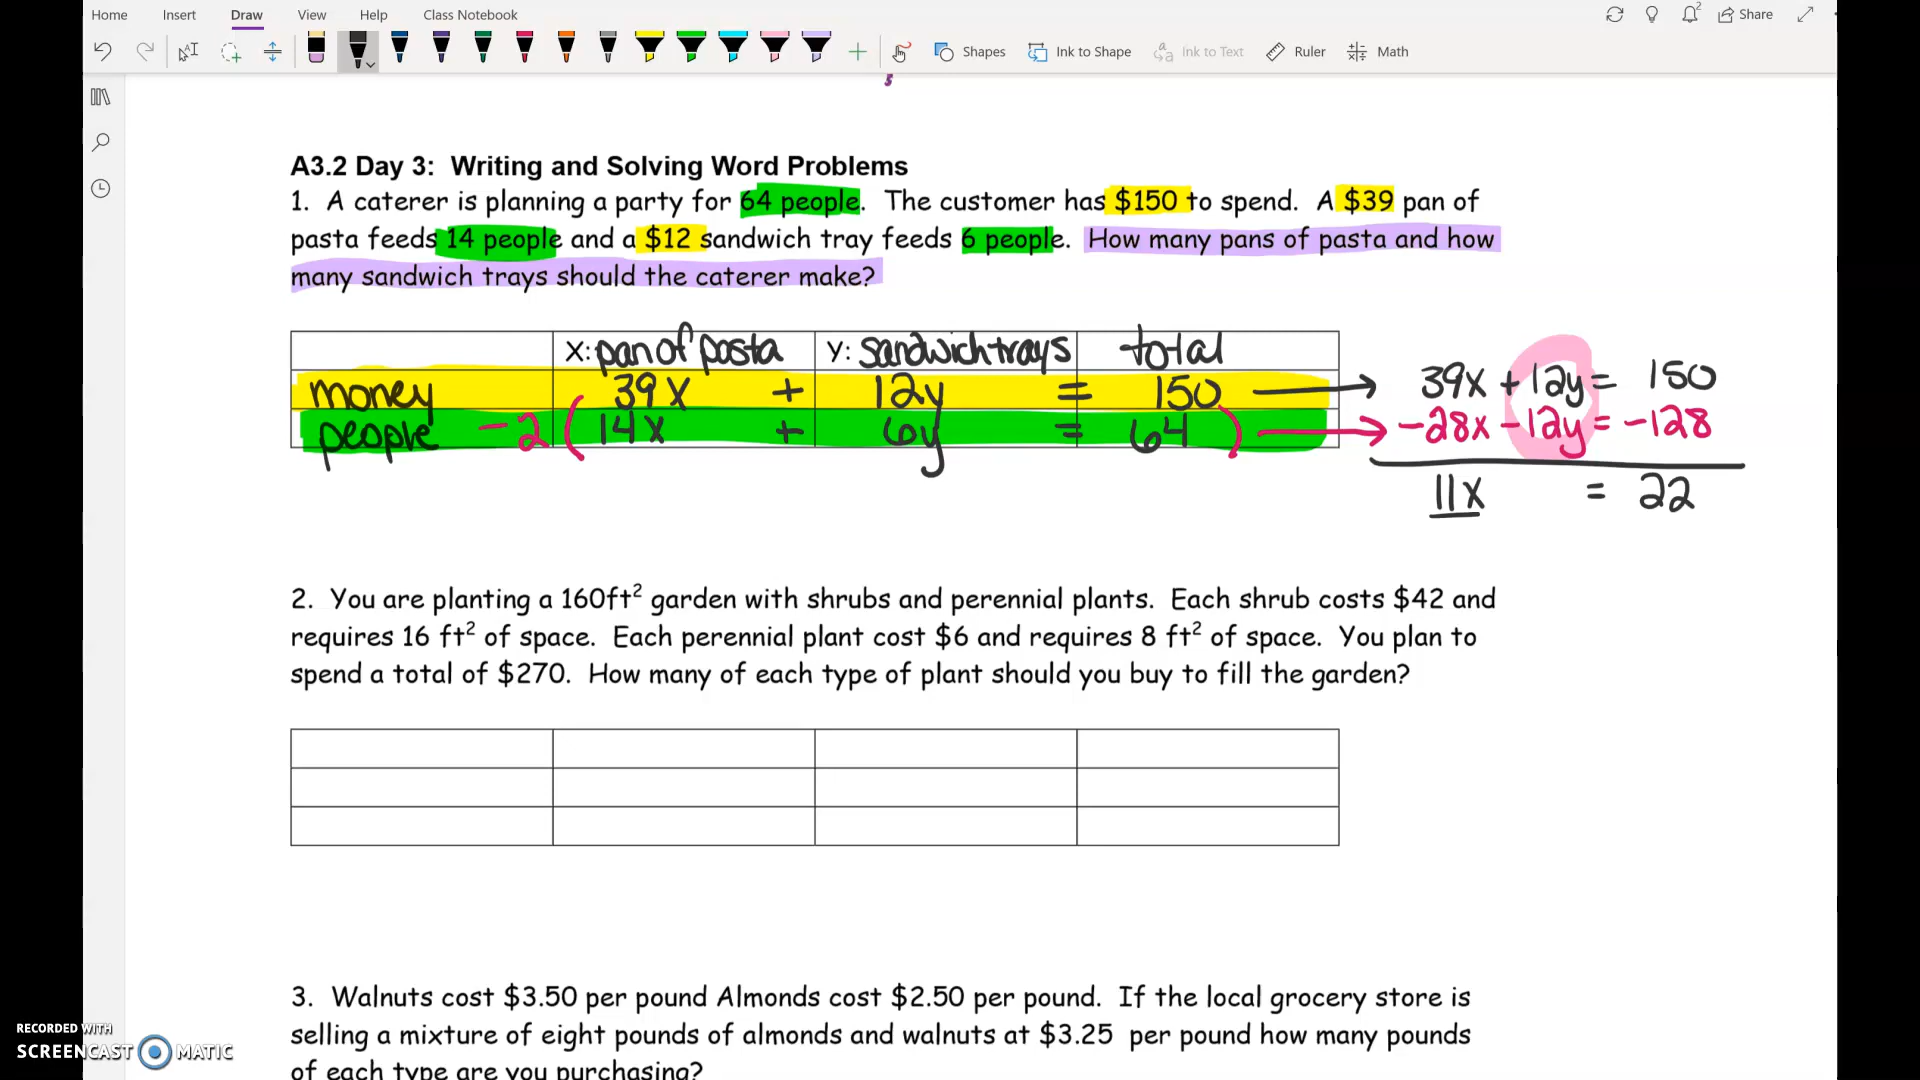 Home Insert Draw View Help Class Notebook 2 Share
Shapes Ink to Shape Ink to Text Ruler Math
A3.2 Day 3: Writing and Solving Word Problems
1. A caterer is planning a party for 64 people. The customer has $150 to spend. A $39 pan of
pasta feeds 14 people and a $12 sandwich tray feeds 6 people. How many pans of pasta and how
many sandwich trays should the caterer make?
X: pan of pasta Y: sandwich trays total
money 39x + 12y = 150 → 39x + 12y = 150
people -2 ( 14x + 6y = 64 ) → -28x - 12y = -128
11x = 22
2. You are planting a 160ft² garden with shrubs and perennial plants. Each shrub costs $42 and
requires 16 ft² of space. Each perennial plant cost $6 and requires 8 ft² of space. You plan to
spend a total of $270. How many of each type of plant should you buy to fill the garden?
3. Walnuts cost $3.50 per pound Almonds cost $2.50 per pound. If the local grocery store is
selling a mixture of eight pounds of almonds and walnuts at $3.25 per pound how many pounds
of each type are you purchasing?
RECORDED WITH
SCREENCAST MATIC